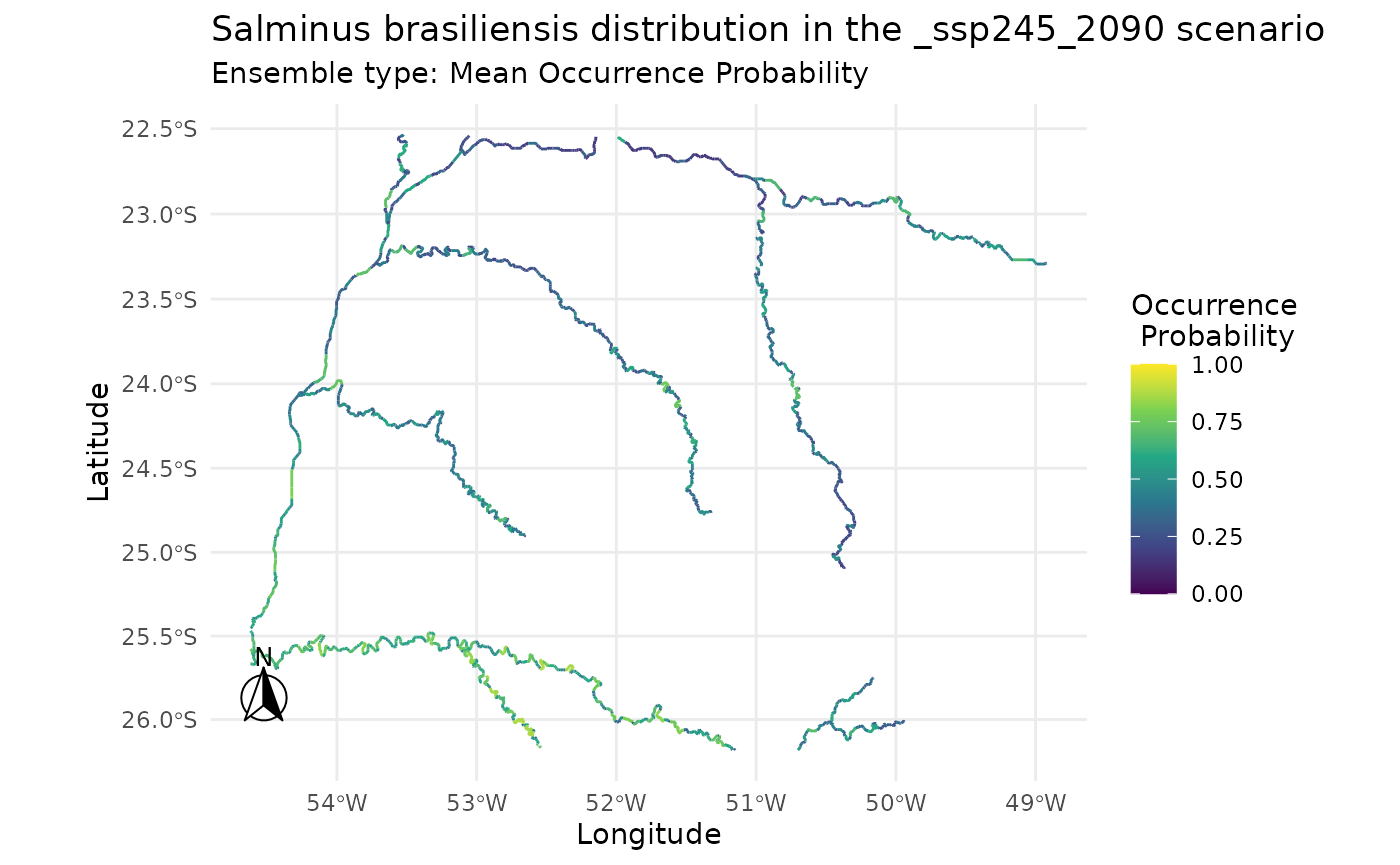 Salminus brasiliensis distribution in the _ssp245_2090 scenario
Ensemble type: Mean Occurrence Probability
22.5°S
23.0°S
23.5°S
24.0°S
24.5°S
25.0°S
25.5°S
26.0°S
Latitude
N
54°W
53°W
52°W
51°W
50°W
49°W
Longitude
Occurrence
Probability
1.00
0.75
0.50
0.25
0.00